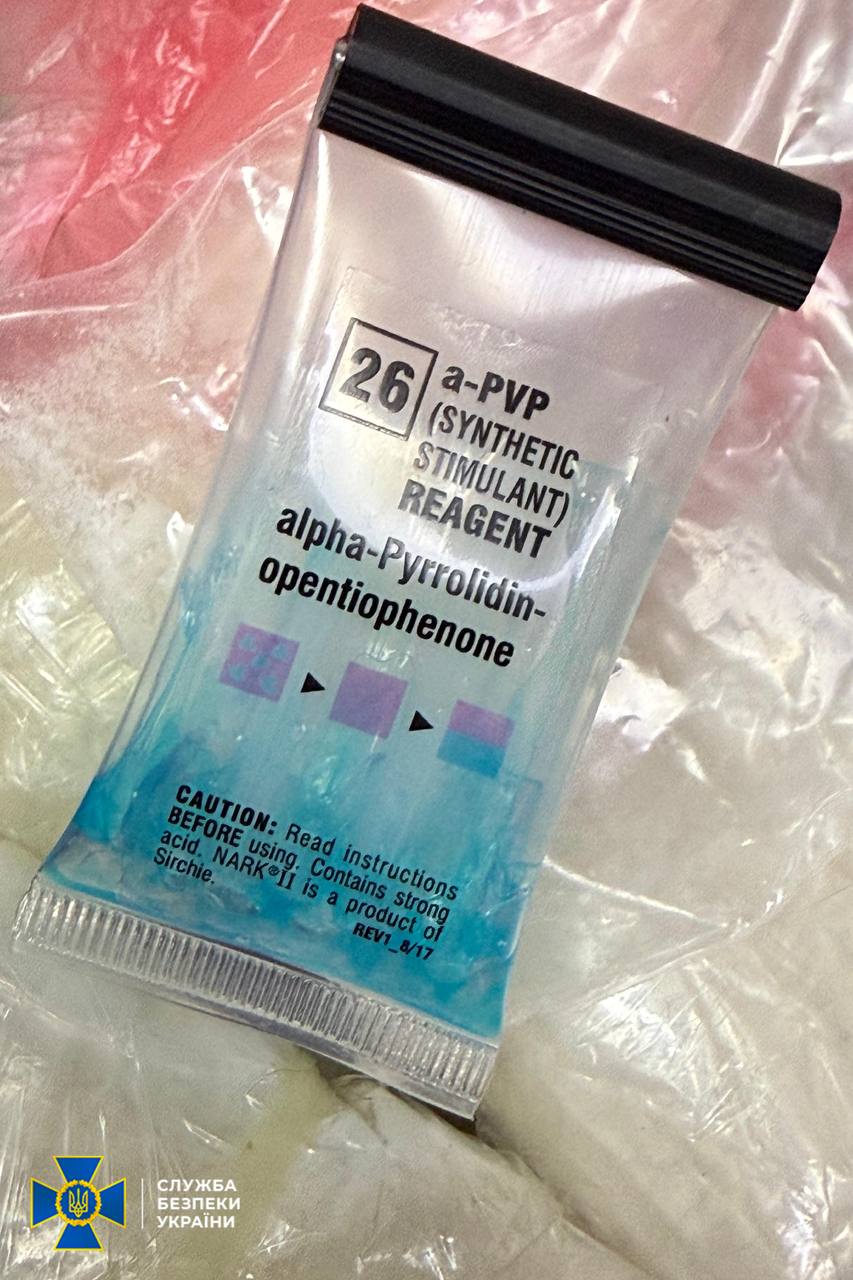 26
a-PVP
(SYNTHETIC
STIMULANT)
REAGENT
alpha-Pyrrolidin-
opentiophenone
CAUTION: Read instructions
BEFORE using. Contains strong
acid. NARK®II is a product of
Sirchie.
REV1_8/17
СЛУЖБА
БЕЗПЕКИ
УКРАЇНИ